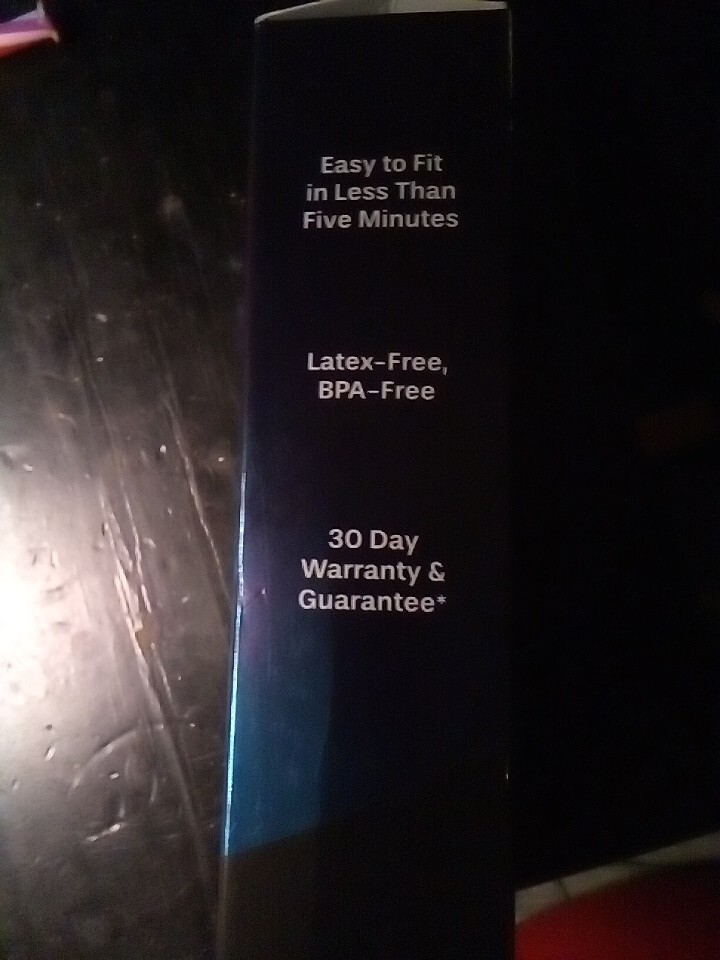 Easy to Fit
in Less Than
Five Minutes
Latex-Free,
BPA-Free
30 Day
Warranty &
Guarantee*